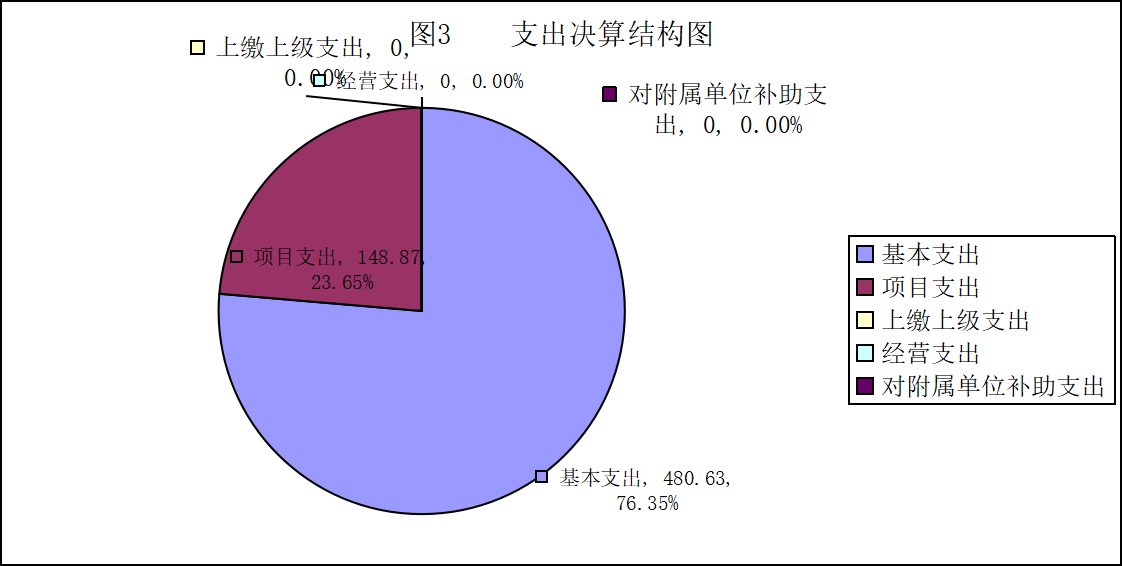 图3 支出决算结构图
上缴上级支出, 0,
0.00%
经营支出, 0, 0.00%
对附属单位补助支
出, 0, 0.00%
项目支出, 148.87,
23.65%
基本支出, 480.63,
76.35%
基本支出
项目支出
上缴上级支出
经营支出
对附属单位补助支出